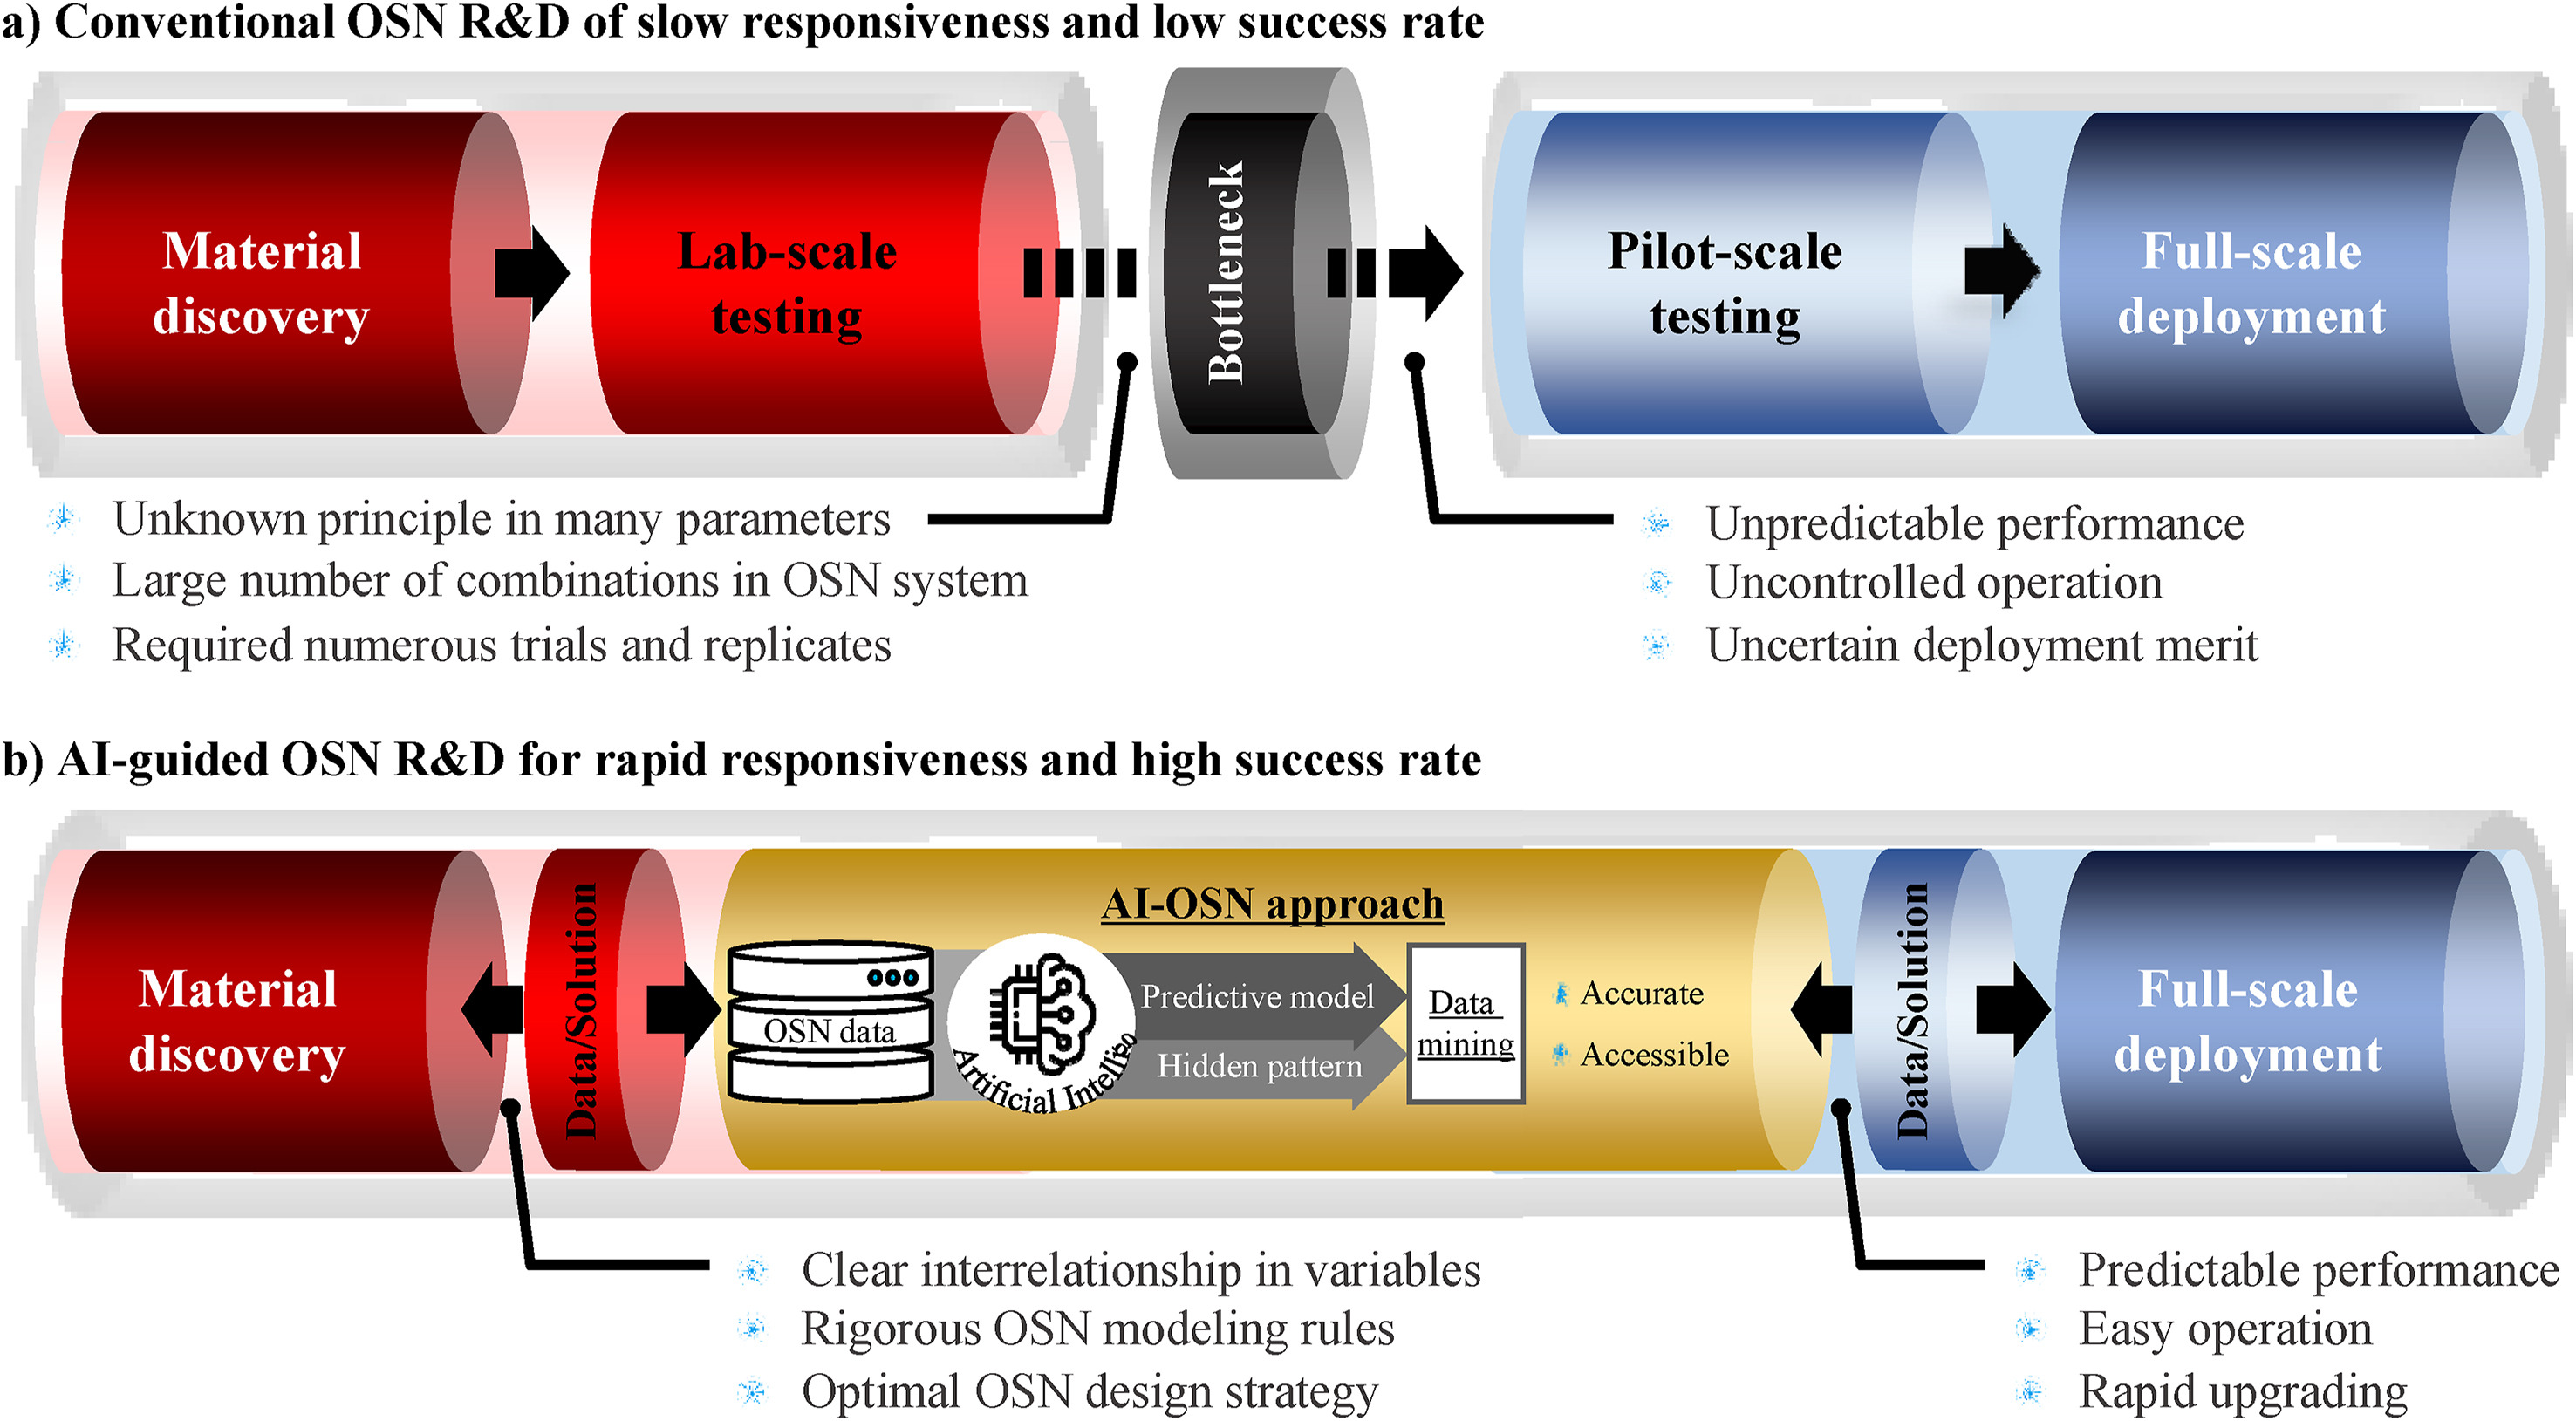 a) Conventional OSN R&D of slow responsiveness and low success rate
Material
discovery
Lab-scale
testing
Bottleneck
Pilot-scale
testing
Full-scale
deployment
Unknown principle in many parameters
Large number of combinations in OSN system
Required numerous trials and replicates
Unpredictable performance
Uncontrolled operation
Uncertain deployment merit
b) AI-guided OSN R&D for rapid responsiveness and high success rate
Material
discovery
Data/Solution
AI-OSN approach
OSN data
Artificial Intellig
Predictive model
Hidden pattern
Data
mining
Accurate
Accessible
Data/Solution
Full-scale
deployment
Clear interrelationship in variables
Rigorous OSN modeling rules
Optimal OSN design strategy
Predictable performance
Easy operation
Rapid upgrading